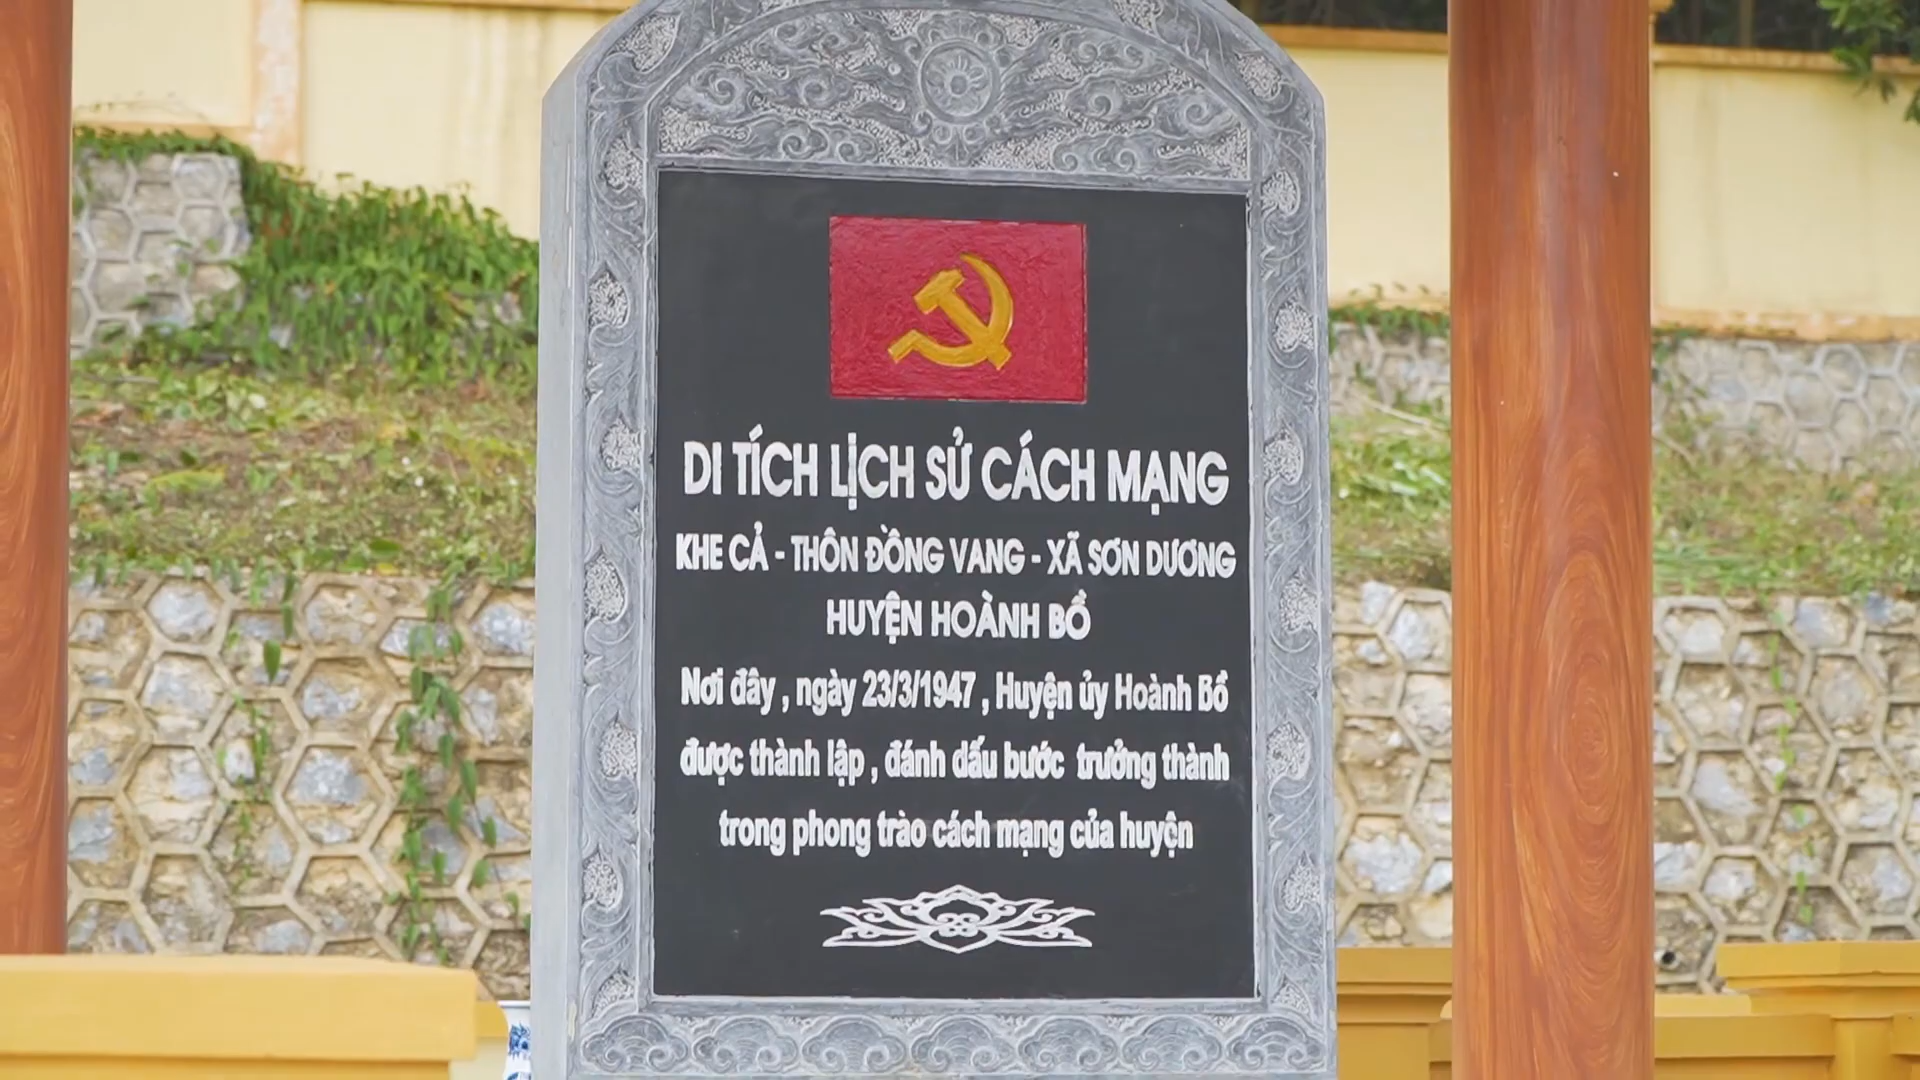 DI TÍCH LỊCH SỬ CÁCH MẠNG
KHE CẢ - THÔN ĐỒNG VANG - XÃ SƠN DƯƠNG
HUYỆN HOÀNH BỒ
Nơi đây , ngày 23/3/1947 , Huyện ủy Hoành Bồ
được thành lập , đánh dấu bước trưởng thành
trong phong trào cách mạng của huyện